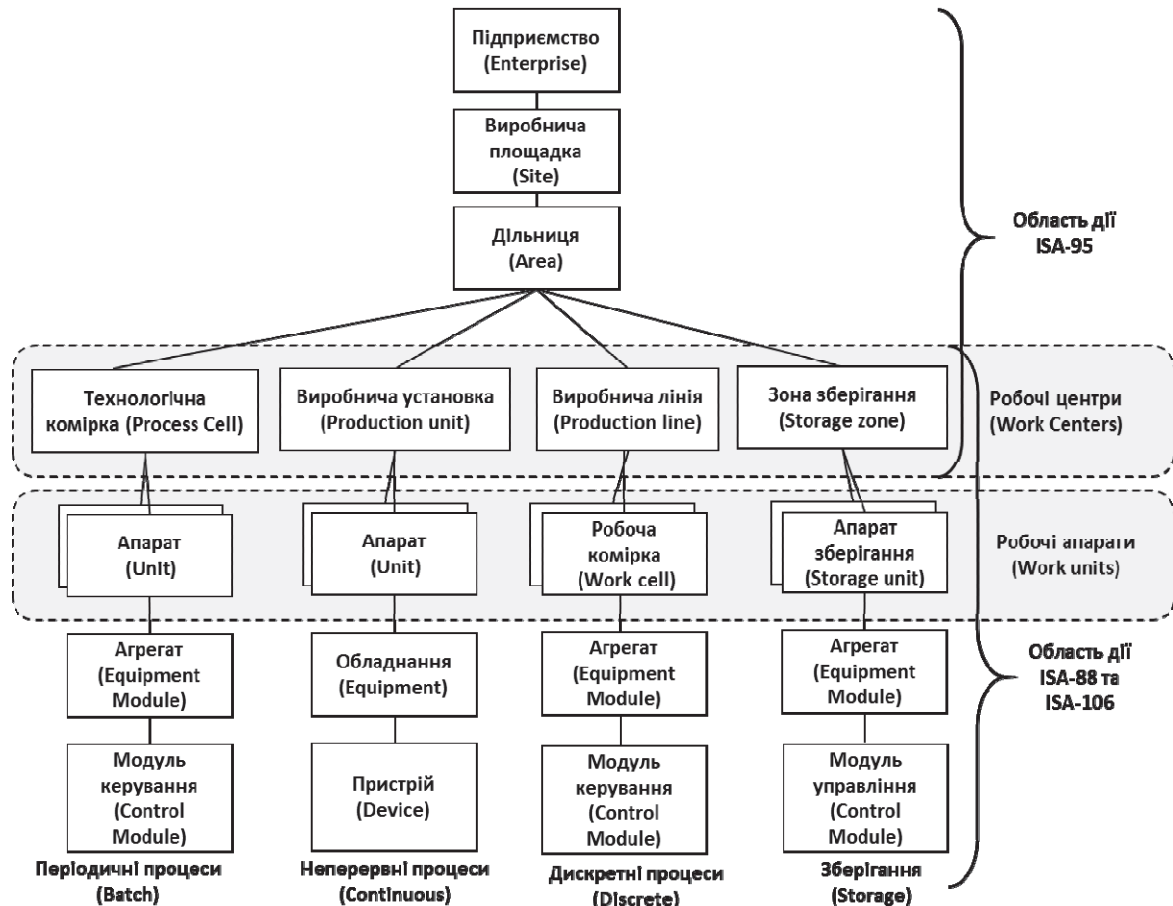 Підприємство
(Enterprise)
Виробнича
площадка
(Site)
Дільниця
(Area)
Область дії
ISA-95
Технологічна
комірка (Process Cell)
Виробнича установка
(Production unit)
Виробнича лінія
(Production line)
Зона зберігання
(Storage zone)
Робочі центри
(Work Centers)
Апарат
(Unit)
Апарат
(Unit)
Робоча
комірка
(Work cell)
Апарат
зберігання
(Storage unit)
Робочі апарати
(Work units)
Агрегат
(Equipment
Module)
Обладнання
(Equipment)
Агрегат
(Equipment
Module)
Агрегат
(Equipment
Module)
Область дії
ISA-88 та
ISA-106
Модуль
керування
(Control
Module)
Пристрій
(Device)
Модуль
керування
(Control
Module)
Модуль
управління
(Control
Module)
Періодичні процеси
(Batch)
Неперервні процеси
(Continuous)
Дискретні процеси
(Discrete)
Зберігання
(Storage)